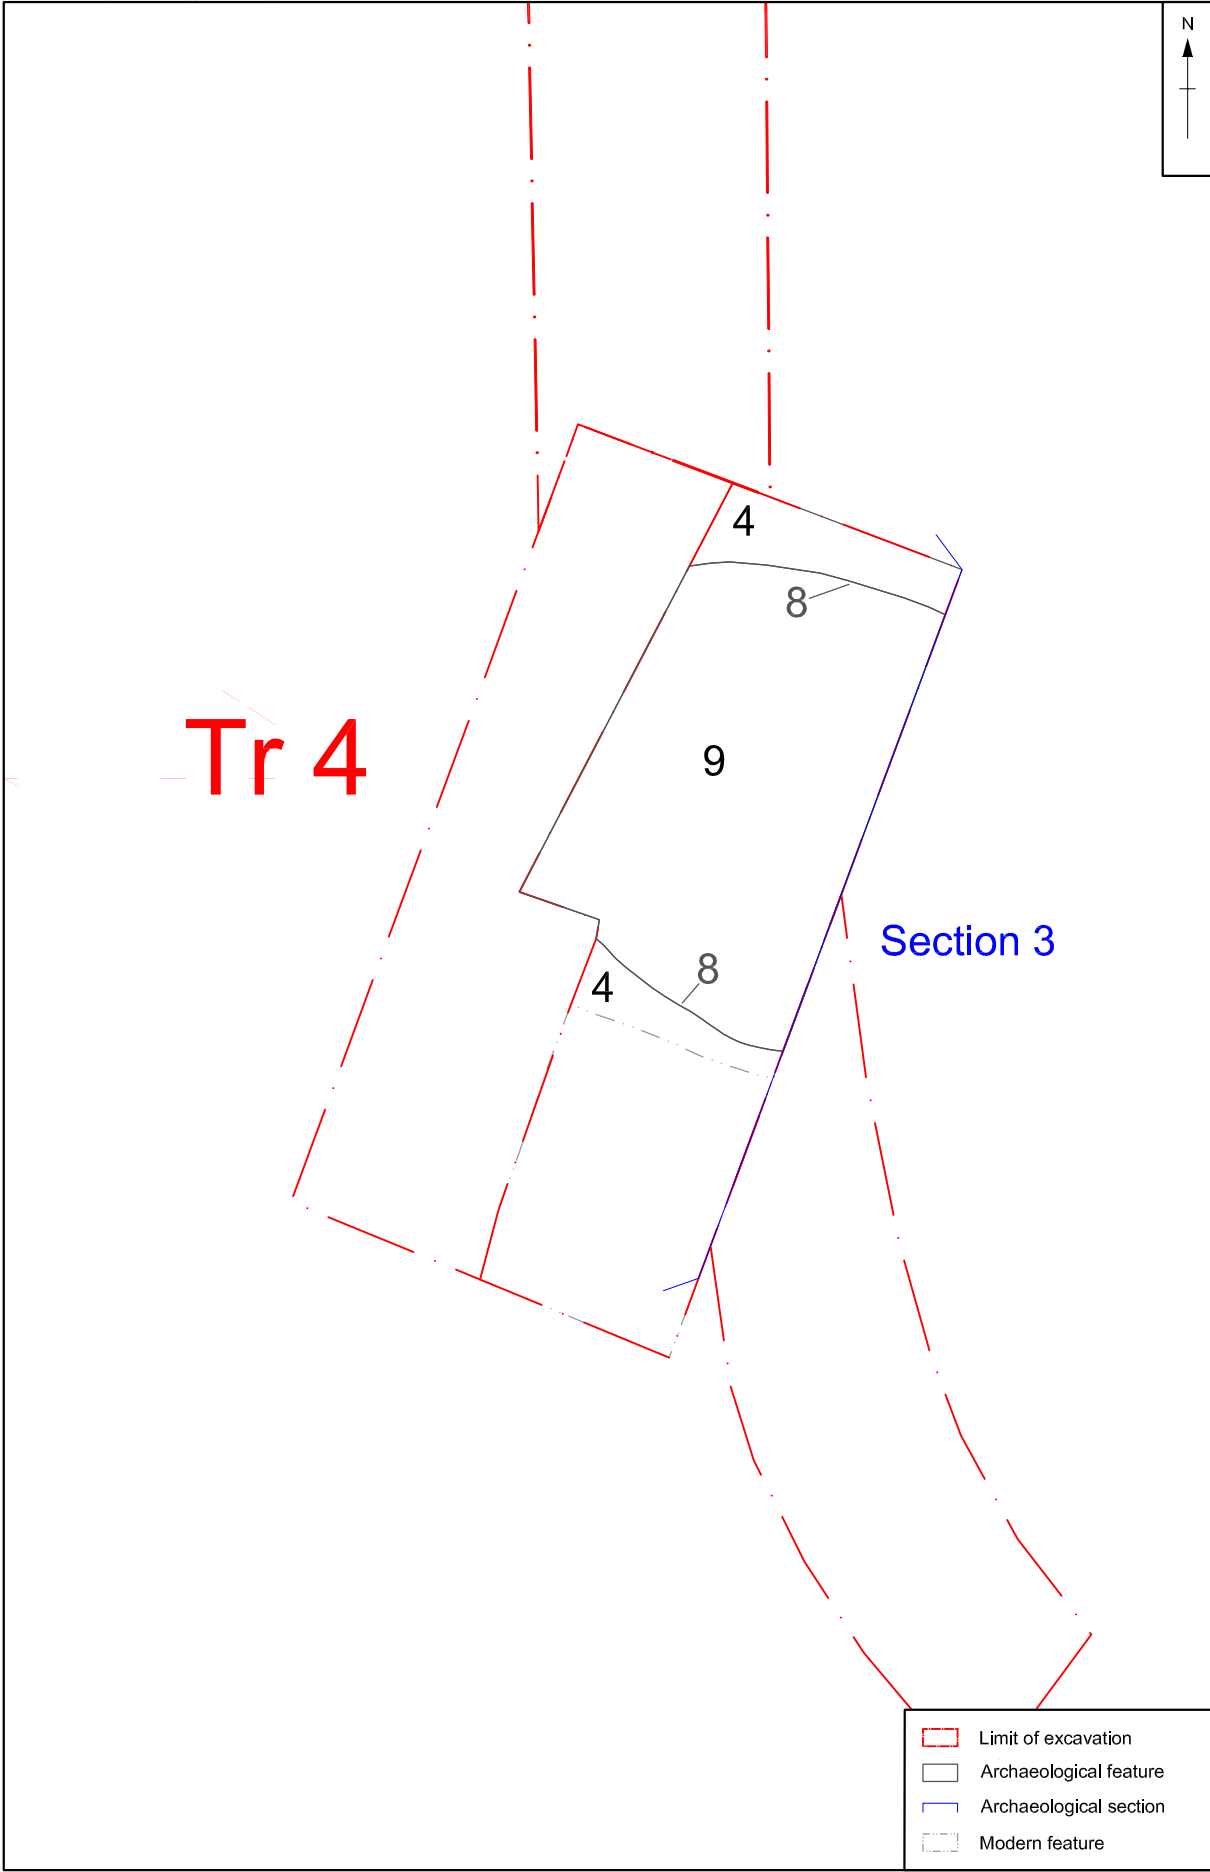 N
4
8
Tr 4
9
Section 3
8
4
Limit of excavation
Archaeological feature
Archaeological section
Modern feature